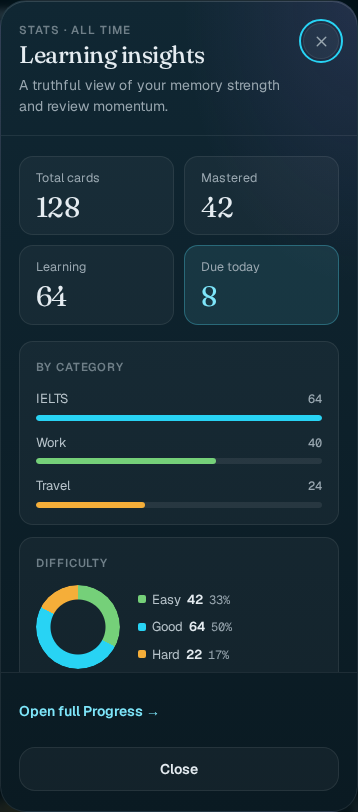 STATS · ALL TIME
Learning insights
A truthful view of your memory strength
and review momentum.
Total cards
128
Mastered
42
Learning
64
Due today
8
BY CATEGORY
IELTS 64
Work 40
Travel 24
DIFFICULTY
Easy 42 33%
Good 64 50%
Hard 22 17%
Open full Progress →
Close